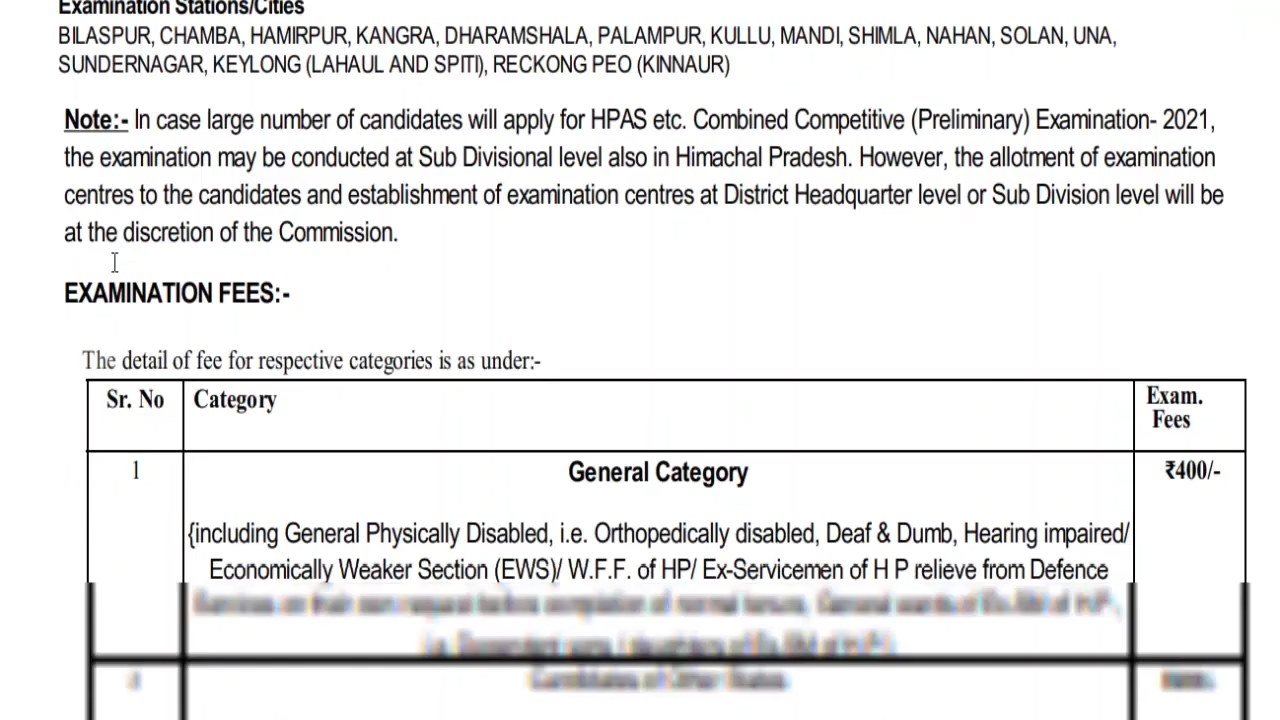 Examination Stations/Cities
BILASPUR, CHAMBA, HAMIRPUR, KANGRA, DHARAMSHALA, PALAMPUR, KULLU, MANDI, SHIMLA, NAHAN, SOLAN, UNA,
SUNDERNAGAR, KEYLONG (LAHAUL AND SPITI), RECKONG PEO (KINNAUR)
Note:- In case large number of candidates will apply for HPAS etc. Combined Competitive (Preliminary) Examination- 2021,
the examination may be conducted at Sub Divisional level also in Himachal Pradesh. However, the allotment of examination
centres to the candidates and establishment of examination centres at District Headquarter level or Sub Division level will be
at the discretion of the Commission.
EXAMINATION FEES:-
The detail of fee for respective categories is as under:-
Sr. No Category Exam.
Fees
1 General Category ₹400/-
{including General Physically Disabled, i.e. Orthopedically disabled, Deaf & Dumb, Hearing impaired/
Economically Weaker Section (EWS)/ W.F.F. of HP/ Ex-Servicemen of H P relieve from Defence
Candidates of Other States